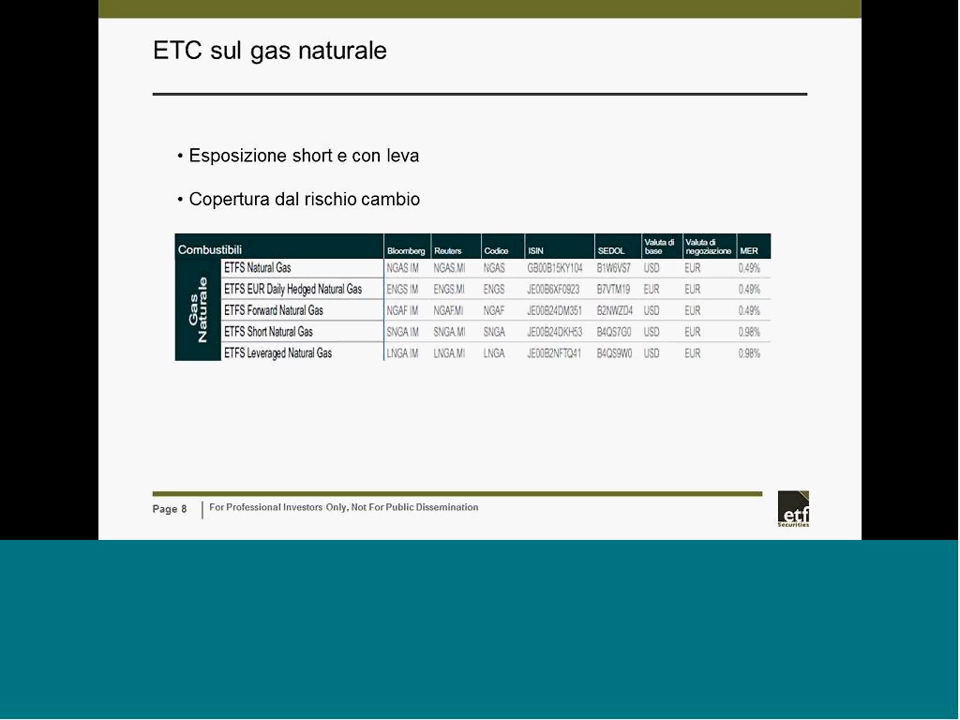 ETC sul gas naturale
• Esposizione short e con leva
• Copertura dal rischio cambio
Combustibili Bloomberg Reuters Codice ISIN SEDOL Valuta di base Valuta di negoziazione MER
Gas Naturale
ETFS Natural Gas NGAS IM NGAS.MI NGAS GB00B15KY104 B1W6VS7 USD EUR 0.49%
ETFS EUR Daily Hedged Natural Gas ENGS IM ENGS.MI ENGS JE00B6XF0923 B7VTM19 EUR EUR 0.49%
ETFS Forward Natural Gas NGAF IM NGAF.MI NGAF JE00B24DM351 B2NWZD4 USD EUR 0.49%
ETFS Short Natural Gas SNGA IM SNGA.MI SNGA JE00B24DKH53 B4QS7G0 USD EUR 0.98%
ETFS Leveraged Natural Gas LNGA IM LNGA.MI LNGA JE00B2NFTQ41 B4QS9W0 USD EUR 0.98%
Page 8 For Professional Investors Only, Not For Public Dissemination
etf
Securities